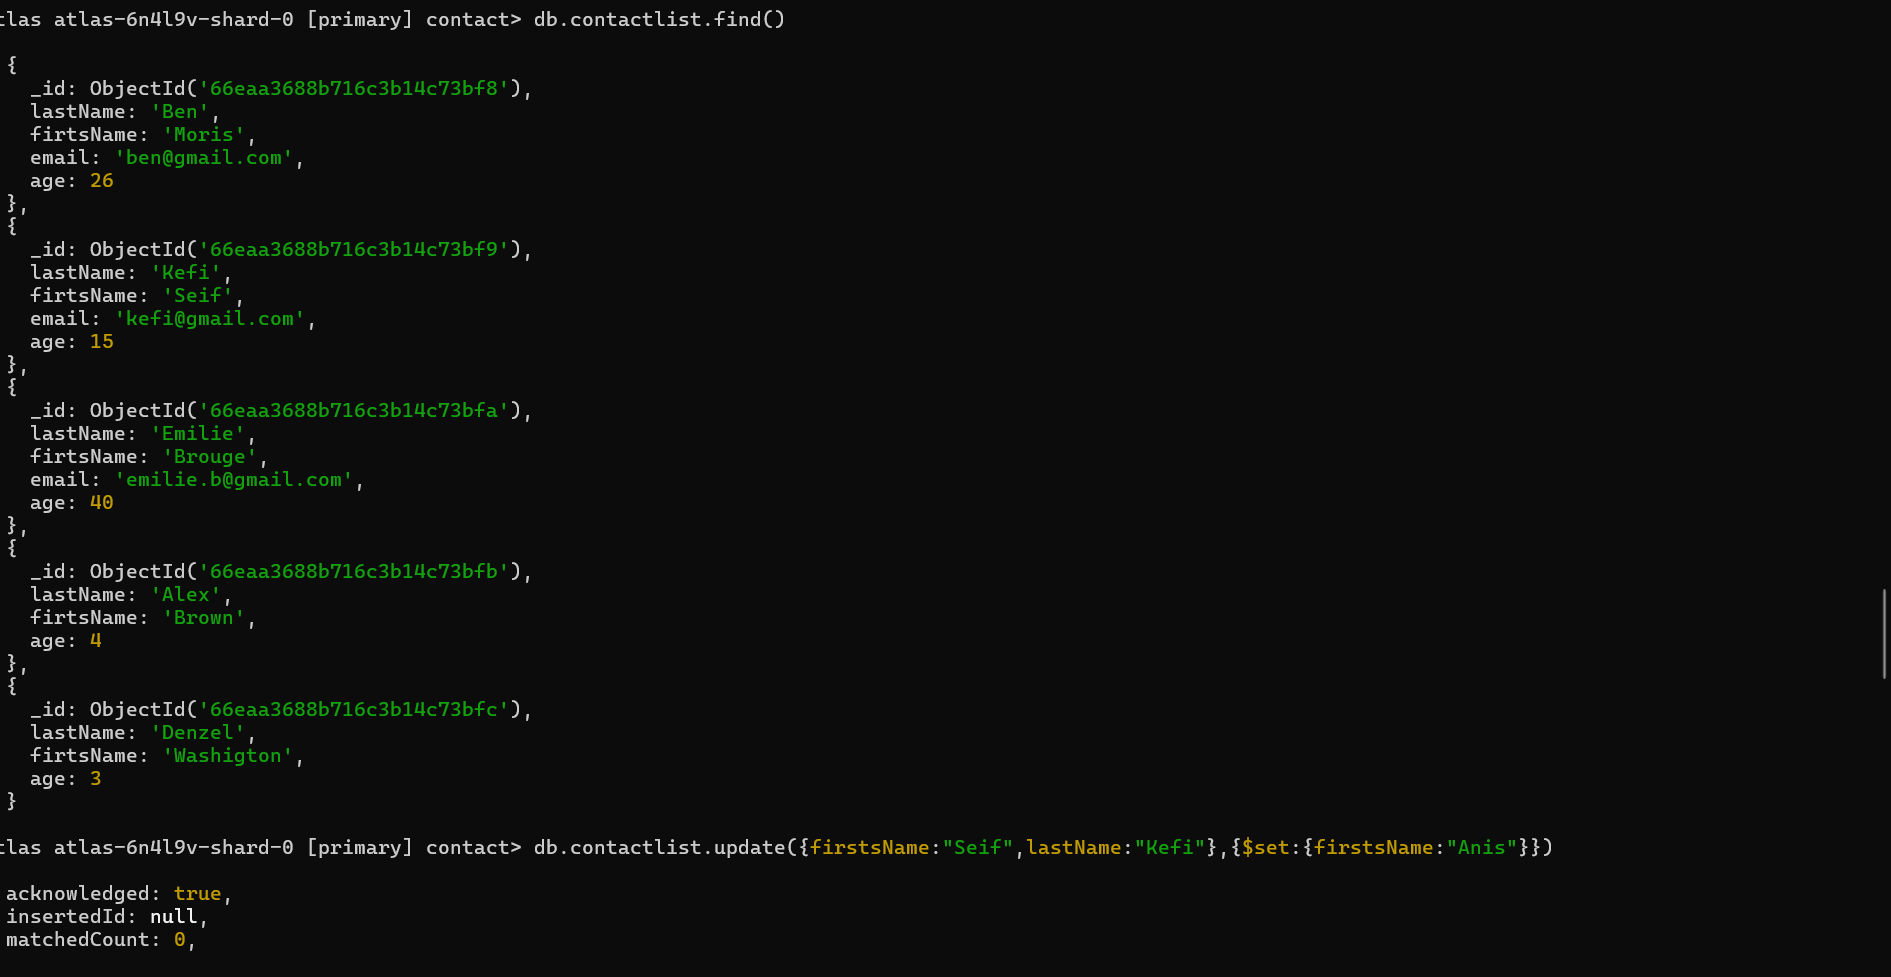 tlas atlas-6n4l9v-shard-0 [primary] contact> db.contactlist.find()
{
_id: ObjectId('66eaa3688b716c3b14c73bf8'),
lastName: 'Ben',
firtsName: 'Moris',
email: 'ben@gmail.com',
age: 26
},
{
_id: ObjectId('66eaa3688b716c3b14c73bf9'),
lastName: 'Kefi',
firtsName: 'Seif',
email: 'kefi@gmail.com',
age: 15
},
{
_id: ObjectId('66eaa3688b716c3b14c73bfa'),
lastName: 'Emilie',
firtsName: 'Brouge',
email: 'emilie.b@gmail.com',
age: 40
},
{
_id: ObjectId('66eaa3688b716c3b14c73bfb'),
lastName: 'Alex',
firtsName: 'Brown',
age: 4
},
{
_id: ObjectId('66eaa3688b716c3b14c73bfc'),
lastName: 'Denzel',
firtsName: 'Washigton',
age: 3
}
tlas atlas-6n4l9v-shard-0 [primary] contact> db.contactlist.update({firstsName:"Seif",lastName:"Kefi"},{$set:{firstsName:"Anis"}})
acknowledged: true,
insertedId: null,
matchedCount: 0,